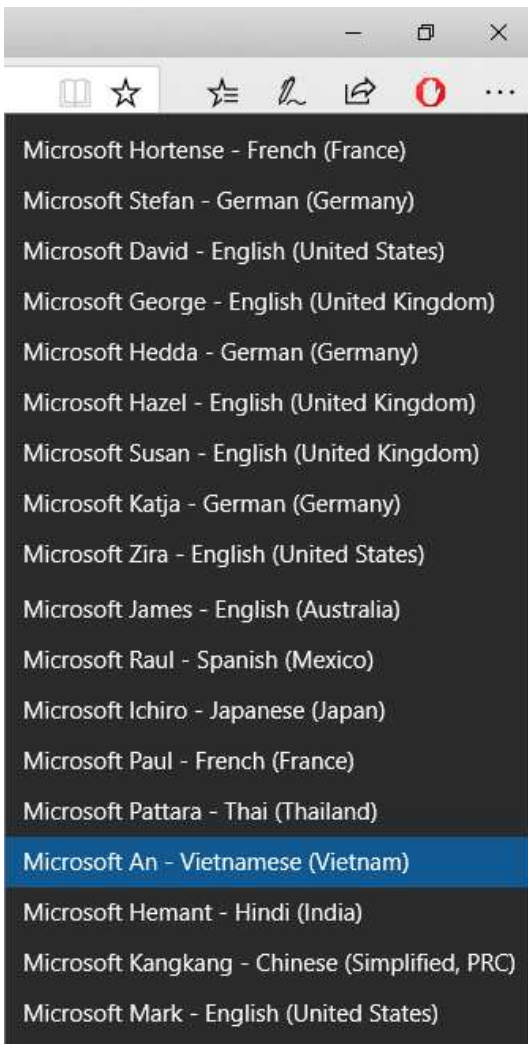 Microsoft Hortense - French (France)
Microsoft Stefan - German (Germany)
Microsoft David - English (United States)
Microsoft George - English (United Kingdom)
Microsoft Hedda - German (Germany)
Microsoft Hazel - English (United Kingdom)
Microsoft Susan - English (United Kingdom)
Microsoft Katja - German (Germany)
Microsoft Zira - English (United States)
Microsoft James - English (Australia)
Microsoft Raul - Spanish (Mexico)
Microsoft Ichiro - Japanese (Japan)
Microsoft Paul - French (France)
Microsoft Pattara - Thai (Thailand)
Microsoft An - Vietnamese (Vietnam)
Microsoft Hemant - Hindi (India)
Microsoft Kangkang - Chinese (Simplified, PRC)
Microsoft Mark - English (United States)